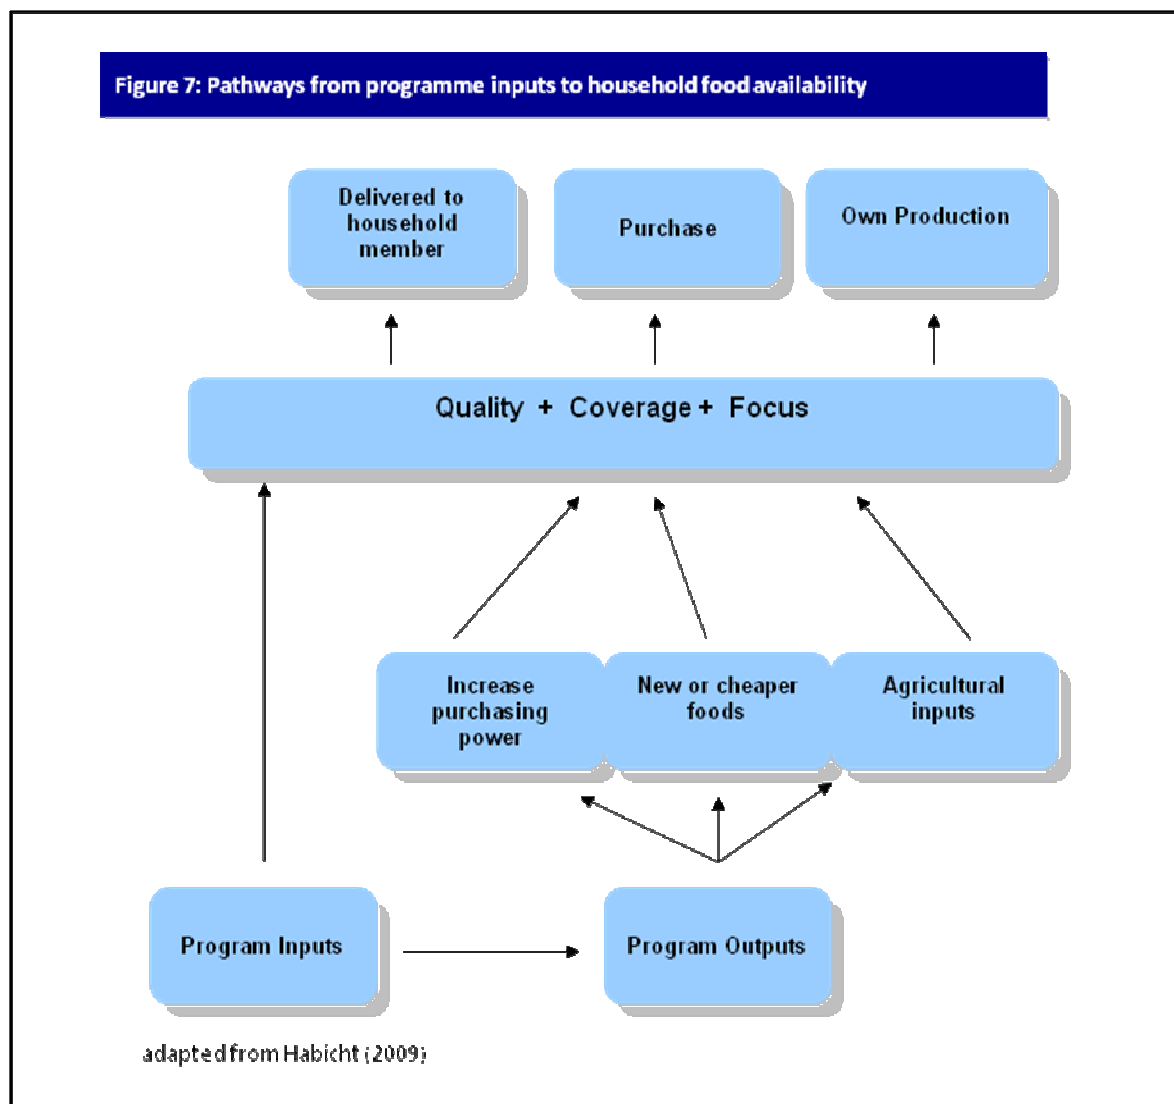 Figure 7: Pathways from programme inputs to household food availability
Delivered to
household
member
Purchase
Own Production
Quality + Coverage + Focus
Increase
purchasing
power
New or cheaper
foods
Agricultural
inputs
Program Inputs
Program Outputs
adapted from Habicht (2009)